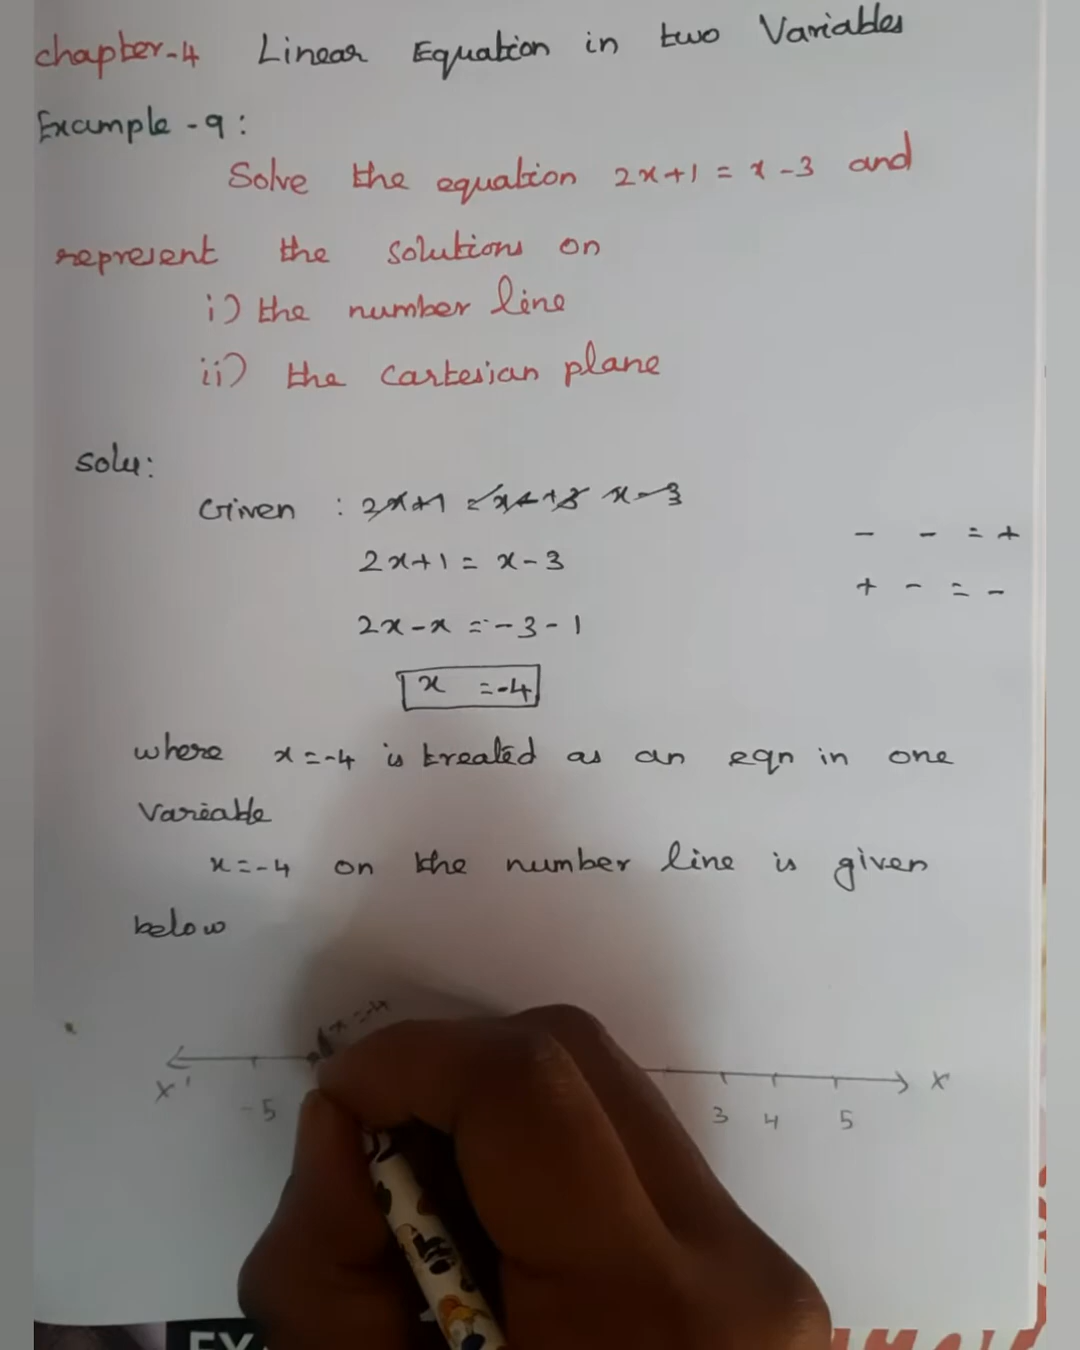 chapter-4 Linear Equation in two Variables
Example -9:
Solve the equation 2x+1 = x-3 and
represent the solutions on
i) the number line
ii) the cartesian plane
Solu:
Given :
2x+1 = x-3
- - = +
+ - = -
2x-x = -3-1
x = -4
where x=-4 is treated as an eqn in one
Variable
x=-4 on the number line is given
below
x=-4
X' X
-5 3 4 5